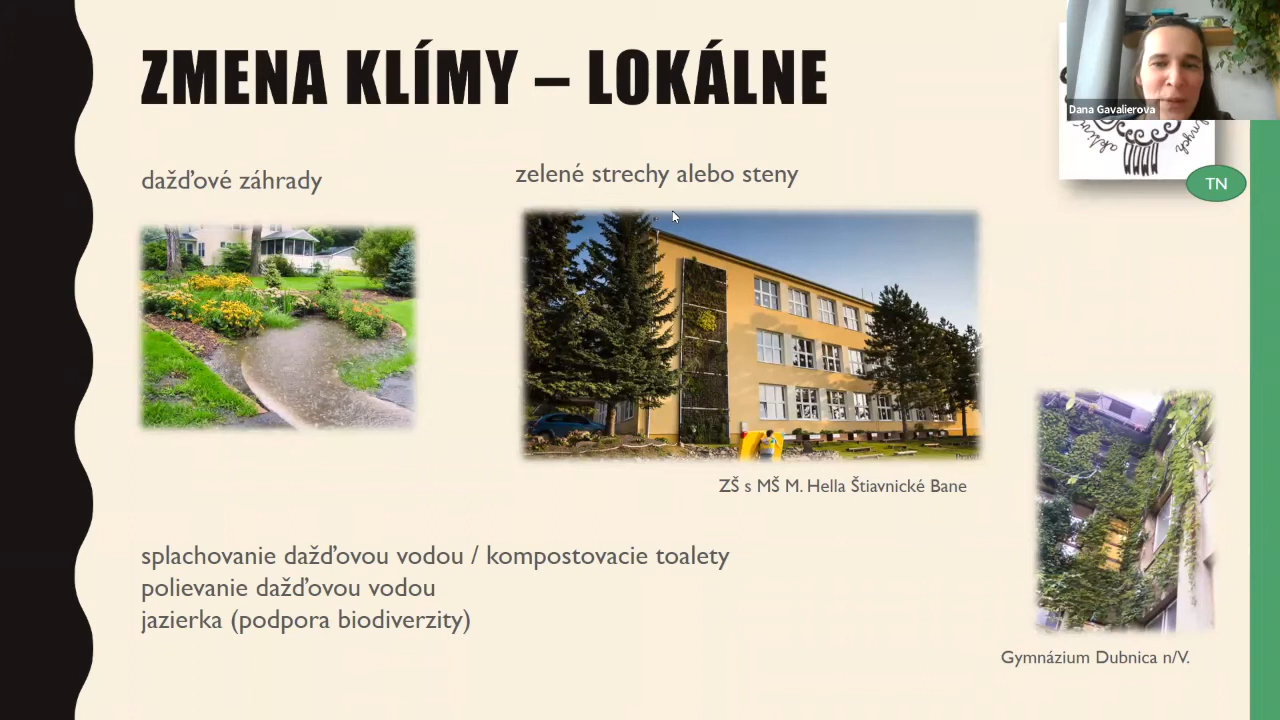 ZMENA KLÍMY – LOKÁLNE
Dana Gavalierova
TN
dažďové záhrady
zelené strechy alebo steny
ZŠ s MŠ M. Hella Štiavnické Bane
splachovanie dažďovou vodou / kompostovacie toalety
polievanie dažďovou vodou
jazierka (podpora biodiverzity)
Gymnázium Dubnica n/V.